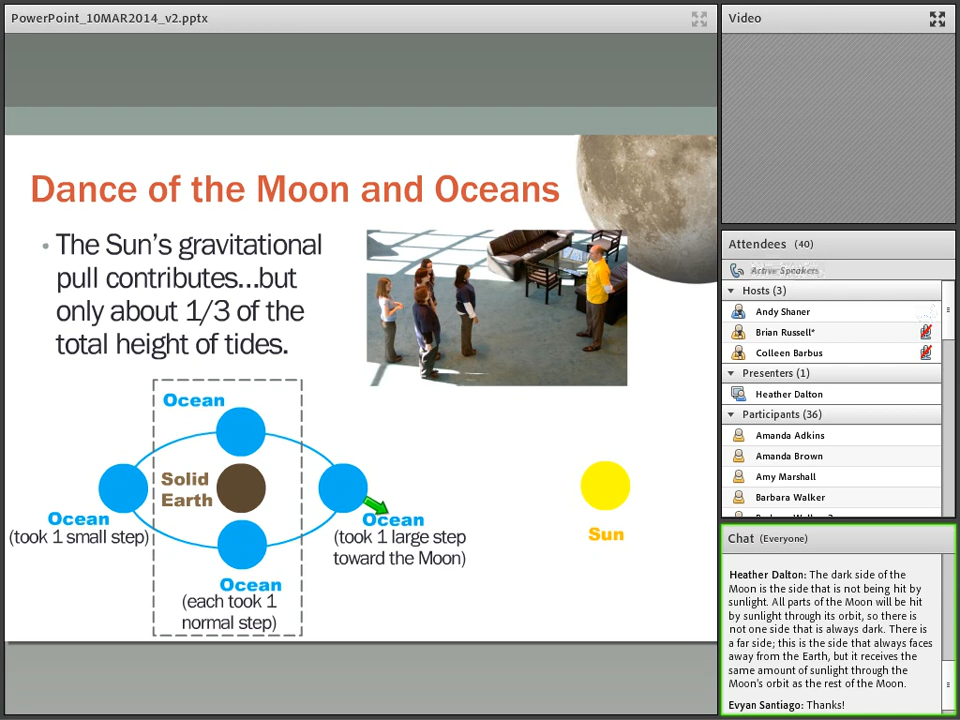 PowerPoint_10MAR2014_v2.pptx
Dance of the Moon and Oceans
• The Sun's gravitational
pull contributes...but
only about 1/3 of the
total height of tides.
Ocean
Solid
Earth
Ocean
(took 1 small step)
Ocean
(took 1 large step
toward the Moon)
Ocean
(each took 1
normal step)
Sun
Video
Attendees (40)
Active Speakers
Hosts (3)
Andy Shaner
Brian Russell*
Colleen Barbus
Presenters (1)
Heather Dalton
Participants (36)
Amanda Adkins
Amanda Brown
Amy Marshall
Barbara Walker
Chat (Everyone)
Heather Dalton: The dark side of the
Moon is the side that is not being hit by
sunlight. All parts of the Moon will be hit
by sunlight through its orbit, so there is
not one side that is always dark. There is
a far side; this is the side that always faces
away from the Earth, but it receives the
same amount of sunlight through the
Moon's orbit as the rest of the Moon.
Evyan Santiago: Thanks!